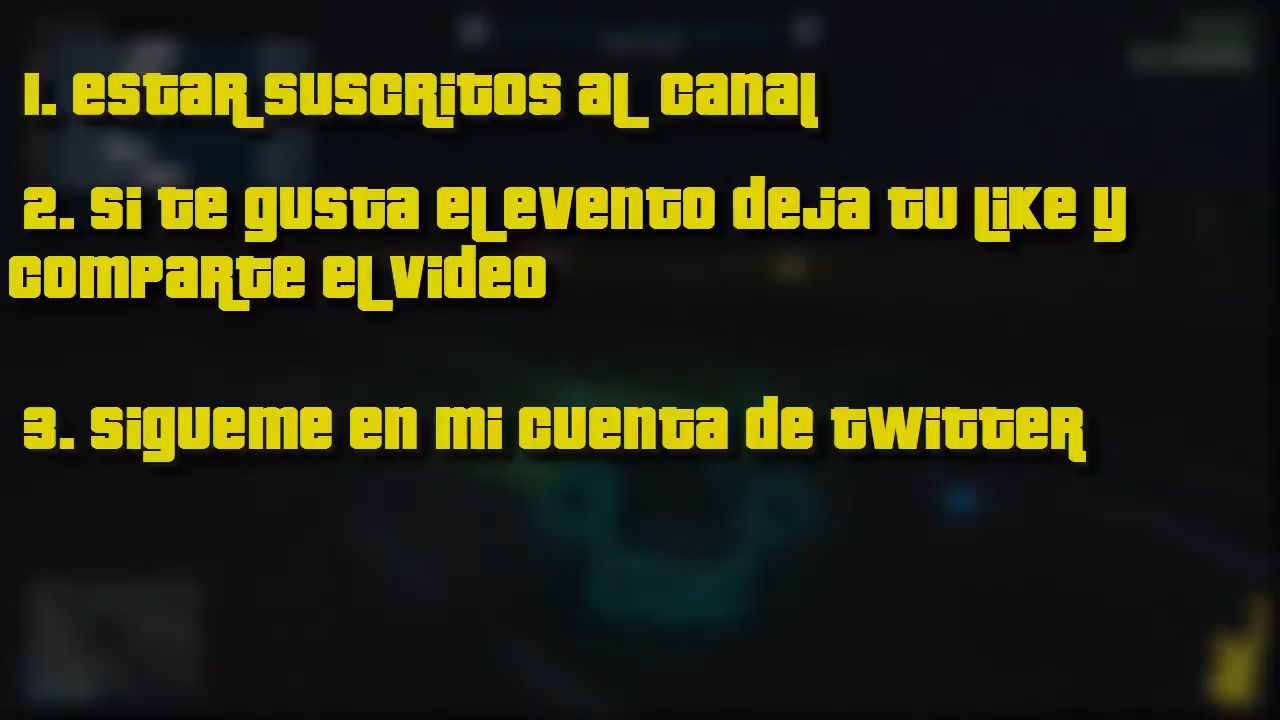 1. Estar suscritos al canal
2. si te gusta el evento deja tu like y
comparte el video
3. sigueme en mi cuenta de twitter